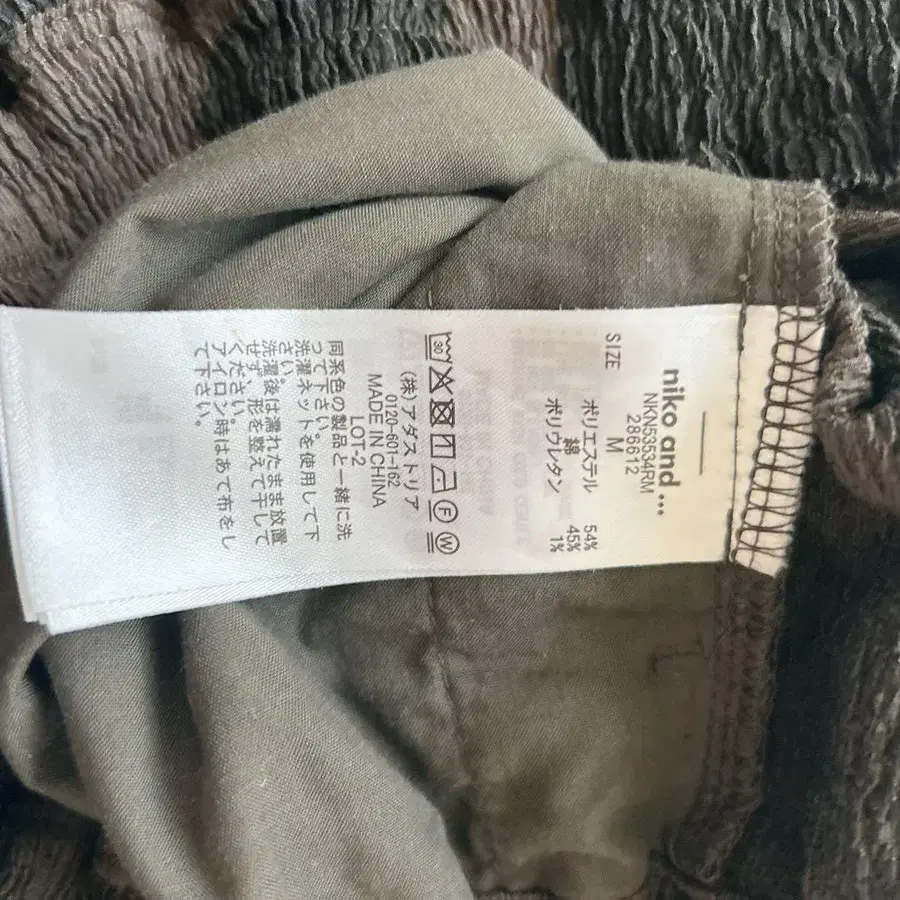 niko and ...
NKN53534RM
286612
SIZE M
ポリエステル 54%
綿 45%
ポリウレタン 1%
30
F
W
(株)アダストリア
0120-601-162
MADE IN CHINA
LOT-2
同系色の製品と一緒に洗
って下さい。
洗濯ネットを使用して下
さい。
洗濯後は濡れたまま放置
せず、形を整えて干して
ください。
アイロン時はあて布をし
て下さい。